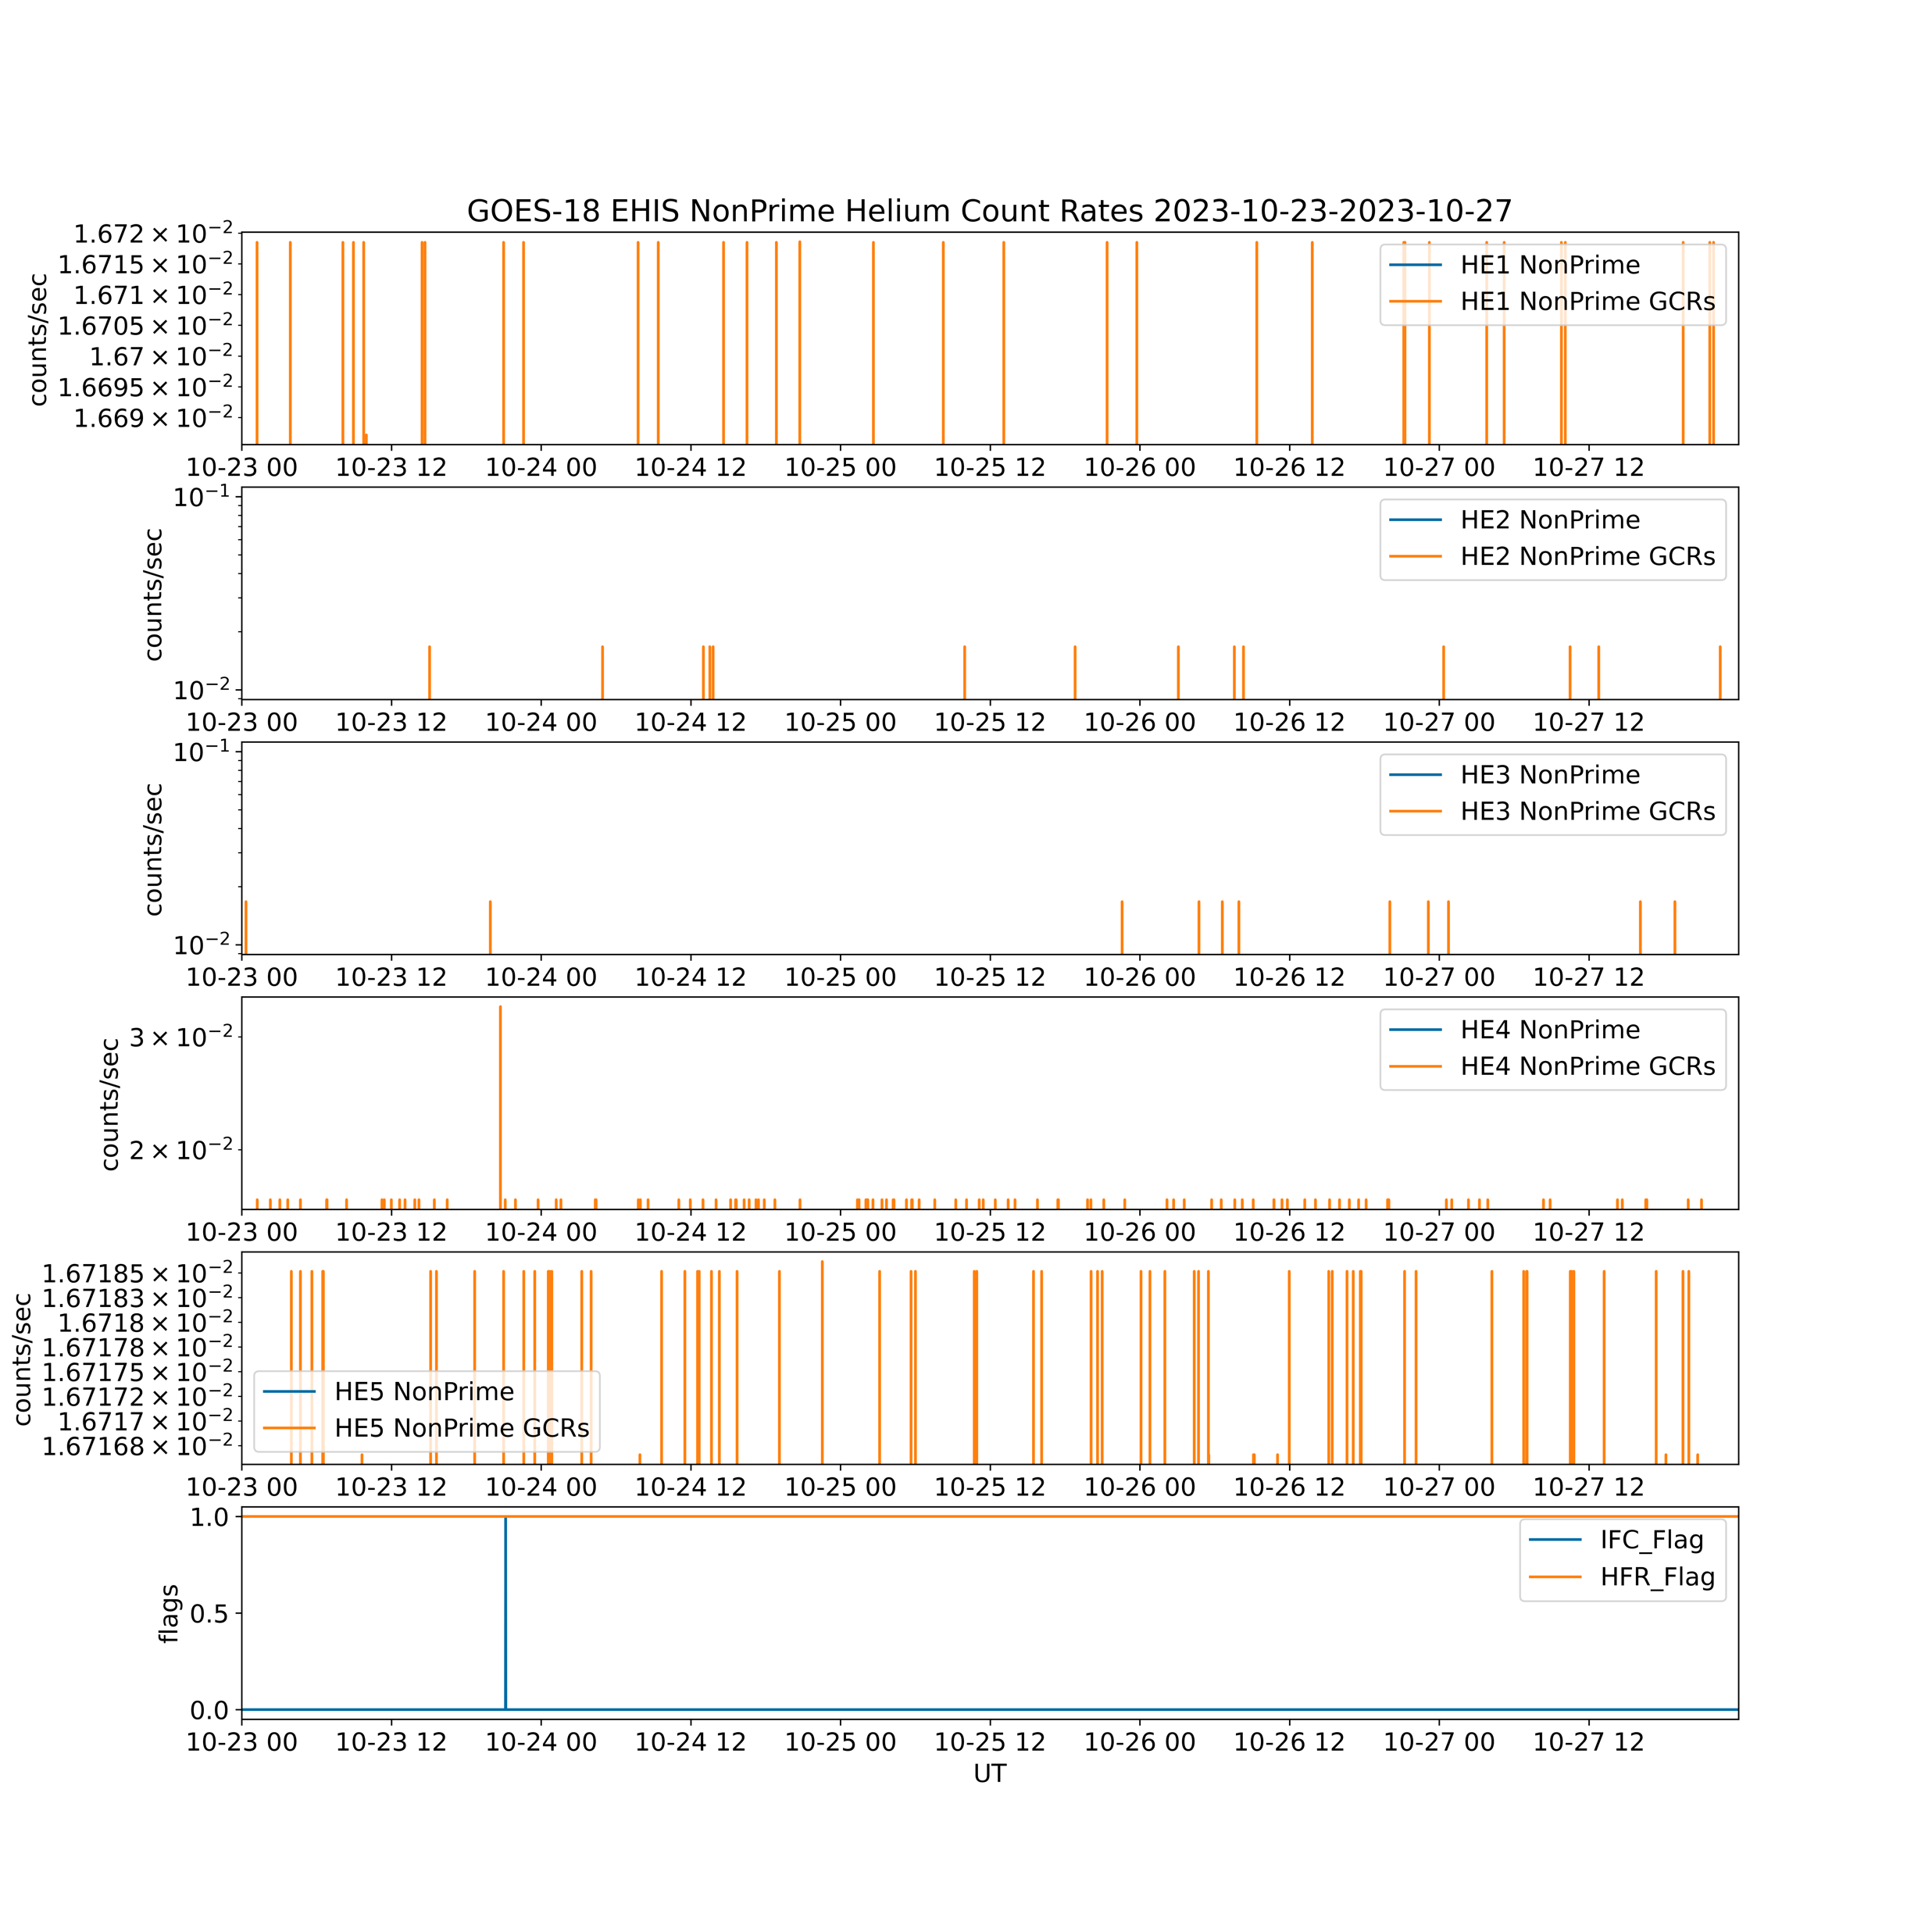 GOES-18 EHIS NonPrime Helium Count Rates 2023-10-23-2023-10-27
counts/sec
1.672 × 10⁻²
1.6715 × 10⁻²
1.671 × 10⁻²
1.6705 × 10⁻²
1.67 × 10⁻²
1.6695 × 10⁻²
1.669 × 10⁻²
HE1 NonPrime
HE1 NonPrime GCRs
10-23 00 10-23 12 10-24 00 10-24 12 10-25 00 10-25 12 10-26 00 10-26 12 10-27 00 10-27 12
counts/sec
10⁻¹
10⁻²
HE2 NonPrime
HE2 NonPrime GCRs
10-23 00 10-23 12 10-24 00 10-24 12 10-25 00 10-25 12 10-26 00 10-26 12 10-27 00 10-27 12
counts/sec
10⁻¹
10⁻²
HE3 NonPrime
HE3 NonPrime GCRs
10-23 00 10-23 12 10-24 00 10-24 12 10-25 00 10-25 12 10-26 00 10-26 12 10-27 00 10-27 12
counts/sec
3 × 10⁻²
2 × 10⁻²
HE4 NonPrime
HE4 NonPrime GCRs
10-23 00 10-23 12 10-24 00 10-24 12 10-25 00 10-25 12 10-26 00 10-26 12 10-27 00 10-27 12
counts/sec
1.67185 × 10⁻²
1.67183 × 10⁻²
1.6718 × 10⁻²
1.67178 × 10⁻²
1.67175 × 10⁻²
1.67172 × 10⁻²
1.6717 × 10⁻²
1.67168 × 10⁻²
HE5 NonPrime
HE5 NonPrime GCRs
10-23 00 10-23 12 10-24 00 10-24 12 10-25 00 10-25 12 10-26 00 10-26 12 10-27 00 10-27 12
flags
1.0
0.5
0.0
IFC_Flag
HFR_Flag
10-23 00 10-23 12 10-24 00 10-24 12 10-25 00 10-25 12 10-26 00 10-26 12 10-27 00 10-27 12
UT